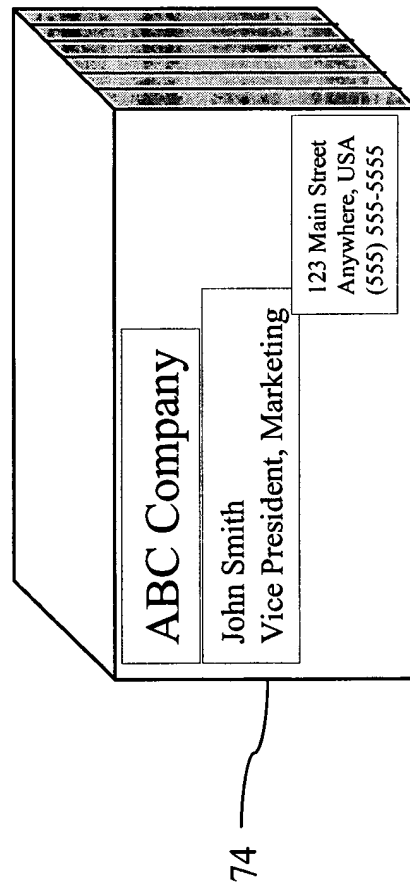 ABC Company
John Smith
Vice President, Marketing
123 Main Street
Anywhere, USA
(555) 555-5555
74